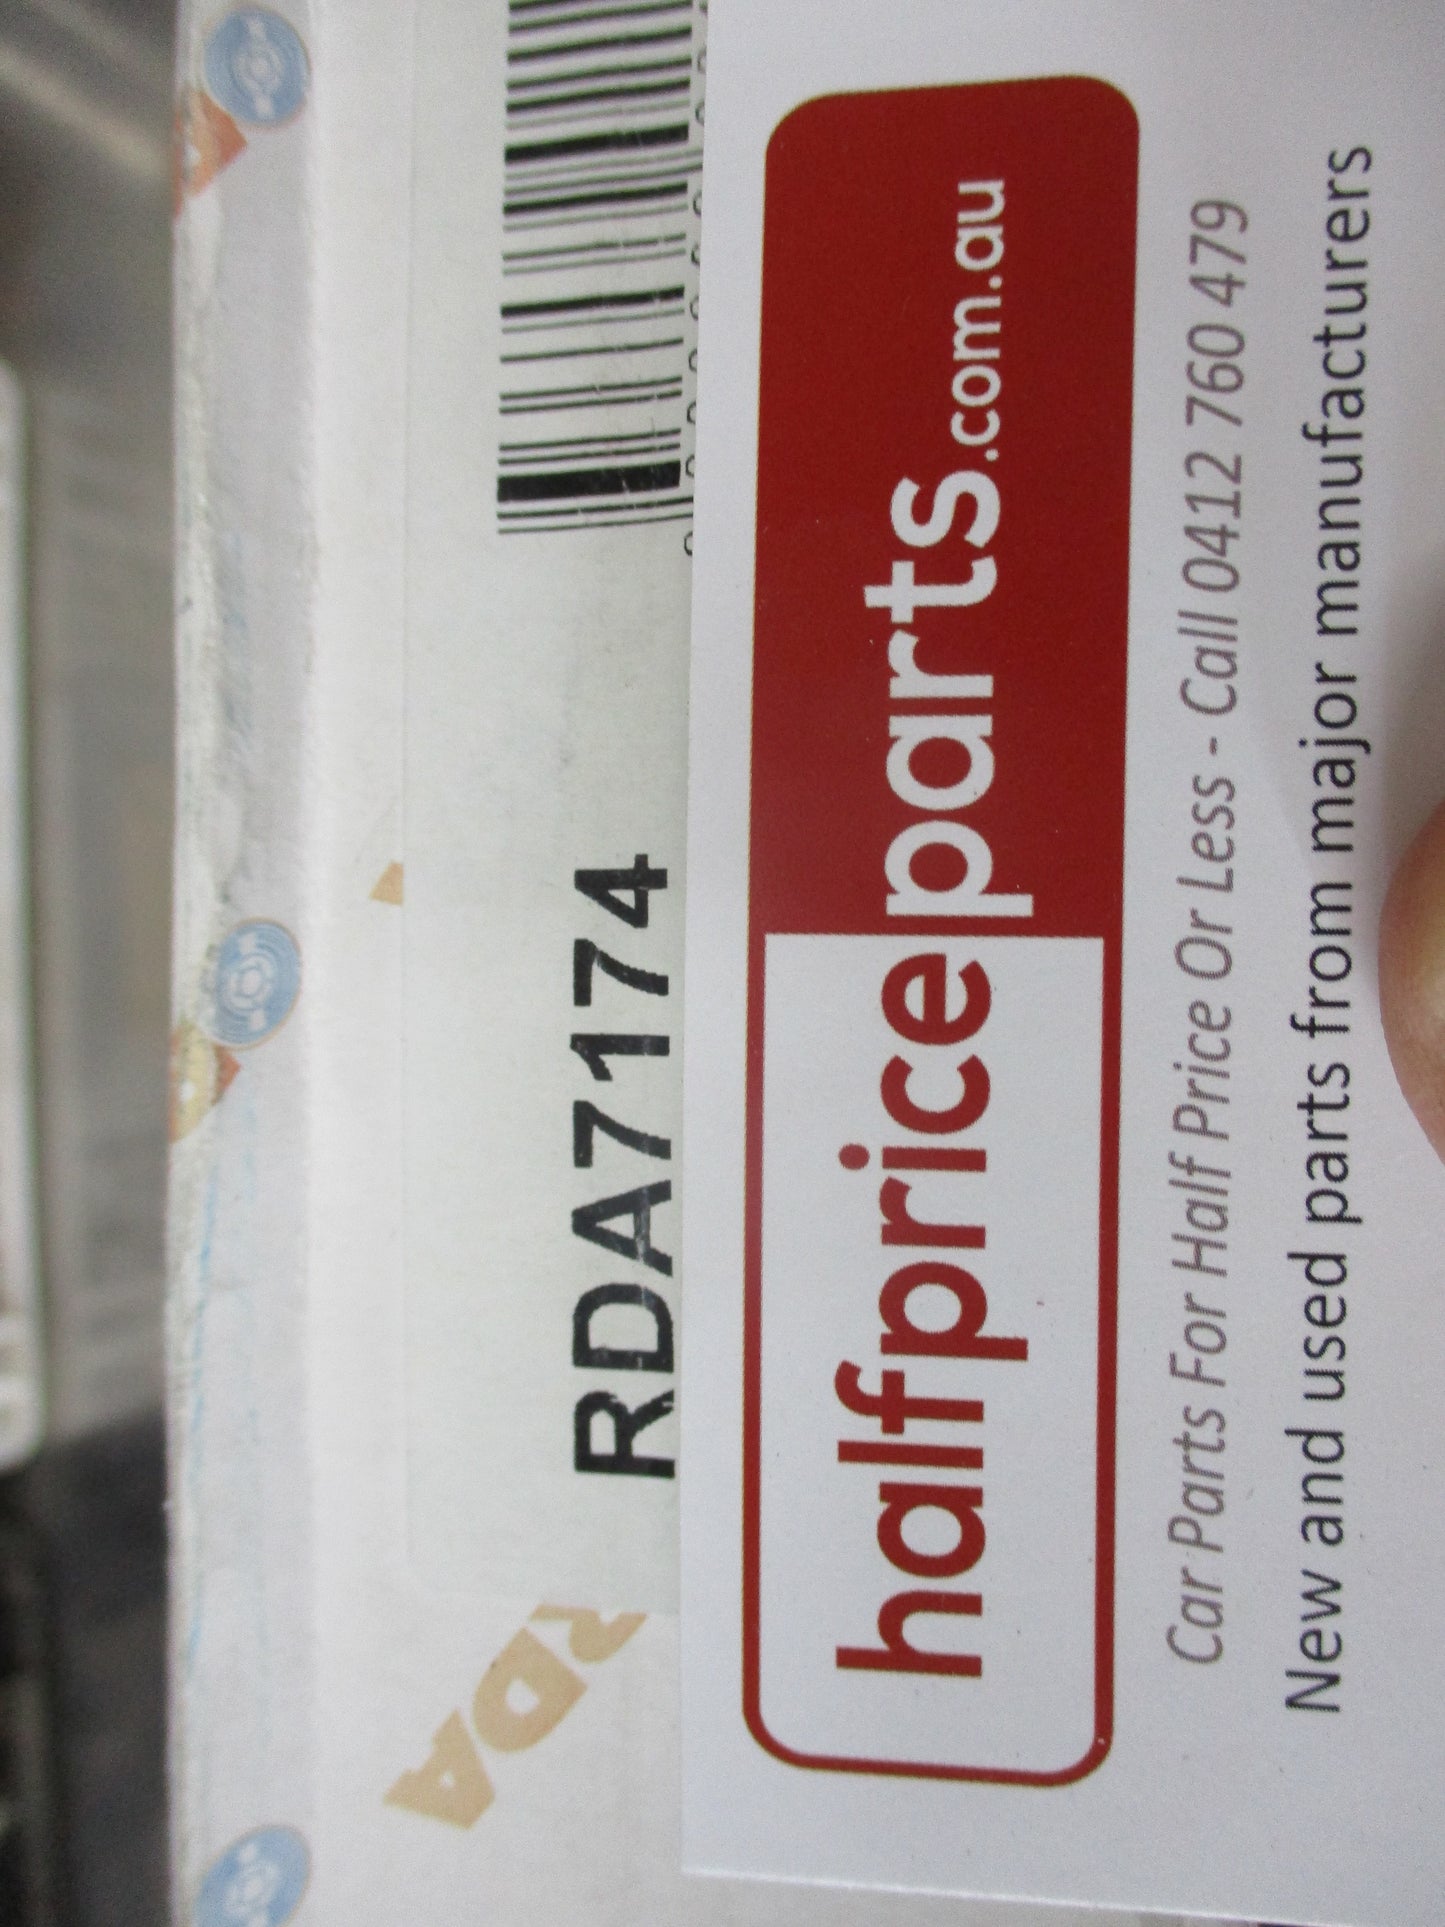 RDA7174
RDA
halfpriceparts.com.au
Car Parts For Half Price Or Less - Call 0412 760 479
New and used parts from major manufacturers